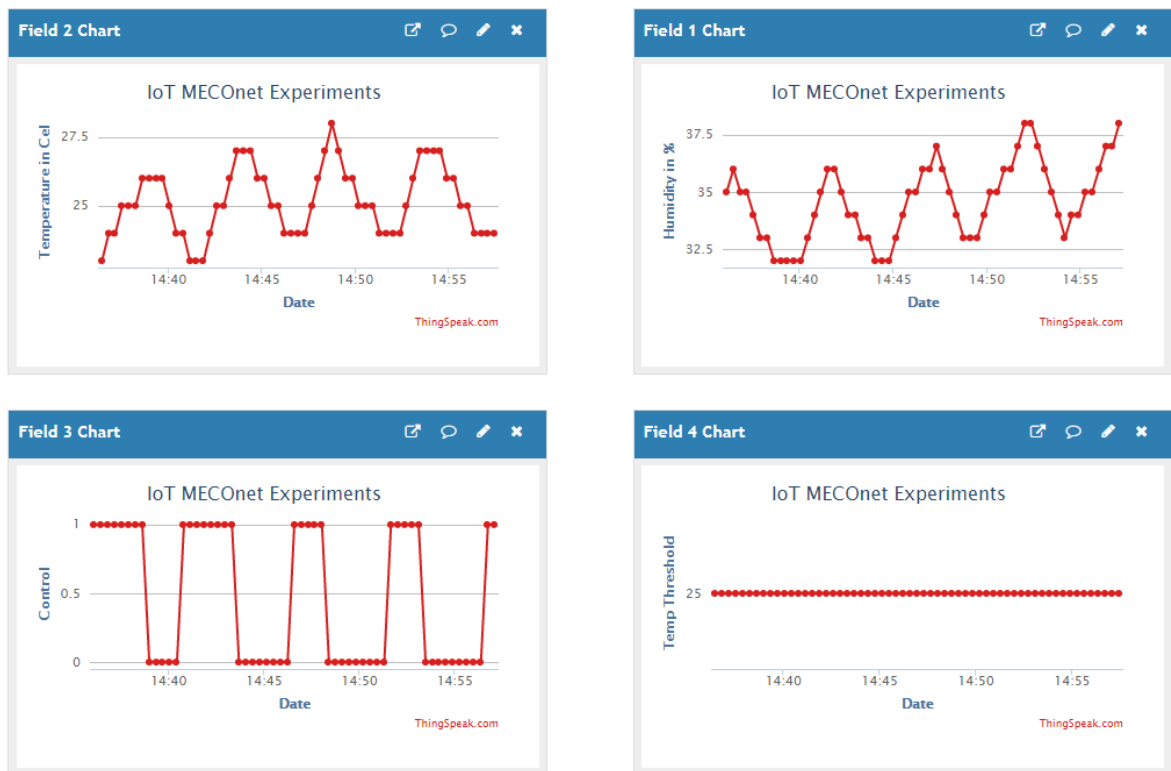 Field 2 Chart
IoT MECOnet Experiments
Temperature in Cel
27.5
25
14:40 14:45 14:50 14:55
Date
ThingSpeak.com
Field 1 Chart
IoT MECOnet Experiments
Humidity in %
37.5
35
32.5
14:40 14:45 14:50 14:55
Date
ThingSpeak.com
Field 3 Chart
IoT MECOnet Experiments
Control
1
0.5
0
14:40 14:45 14:50 14:55
Date
ThingSpeak.com
Field 4 Chart
IoT MECOnet Experiments
Temp Threshold
25
14:40 14:45 14:50 14:55
Date
ThingSpeak.com